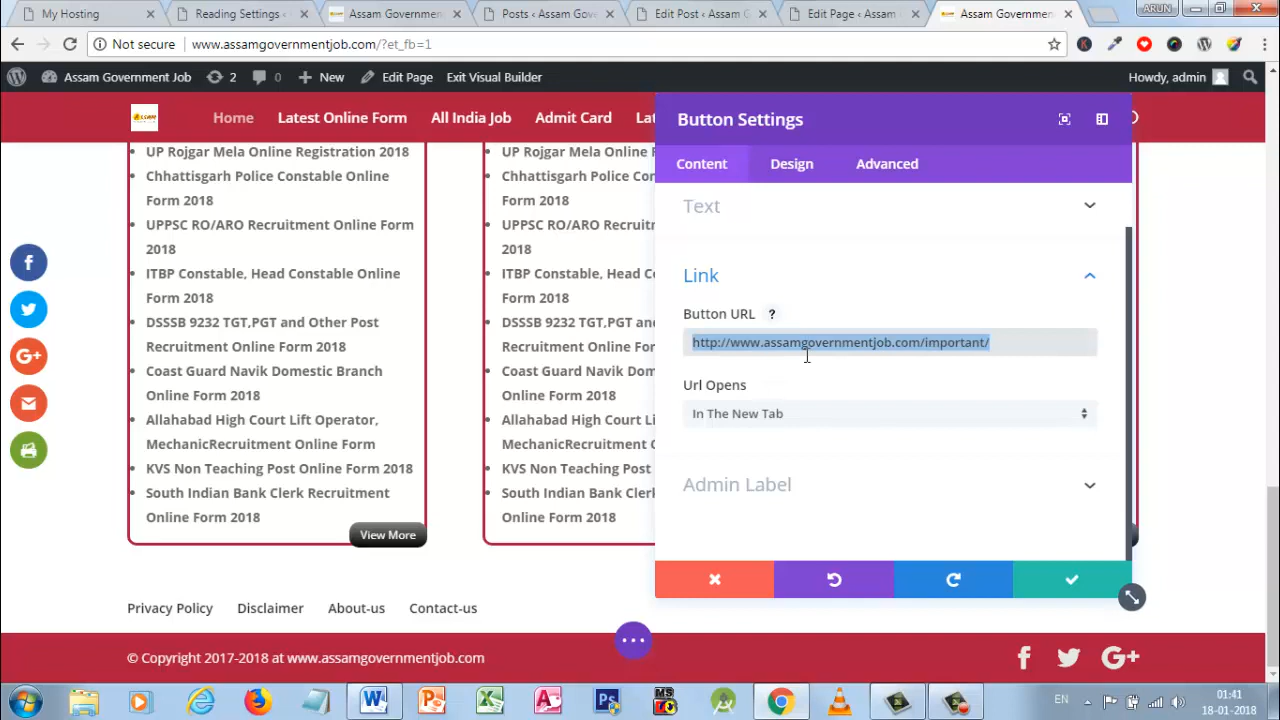 My Hosting
Reading Settings ‹
Assam Government
Posts ‹ Assam Gov
Edit Post ‹ Assam G
Edit Page ‹ Assam
Assam Governmen
ARUN
Not secure
www.assamgovernmentjob.com/?et_fb=1
Assam Government Job
2
0
New
Edit Page
Exit Visual Builder
Howdy, admin
Home
Latest Online Form
All India Job
Admit Card
UP Rojgar Mela Online Registration 2018
Chhattisgarh Police Constable Online
Form 2018
UPPSC RO/ARO Recruitment Online Form
2018
ITBP Constable, Head Constable Online
Form 2018
DSSSB 9232 TGT,PGT and Other Post
Recruitment Online Form 2018
Coast Guard Navik Domestic Branch
Online Form 2018
Allahabad High Court Lift Operator,
MechanicRecruitment Online Form
KVS Non Teaching Post Online Form 2018
South Indian Bank Clerk Recruitment
Online Form 2018
View More
UP Rojgar Mela Onlin
Chhattisgarh Police Co
Form 2018
UPPSC RO/ARO Recru
2018
ITBP Constable, Head C
Form 2018
DSSSB 9232 TGT,PGT an
Recruitment Online Form 2018
Coast Guard Navik Do
Online Form 2018
Allahabad High Court L
MechanicRecruitment
KVS Non Teaching Post
South Indian Bank Cler
Online Form 2018
Button Settings
Content
Design
Advanced
Text
Link
Button URL ?
http://www.assamgovernmentjob.com/important/
Url Opens
In The New Tab
Admin Label
Privacy Policy
Disclaimer
About-us
Contact-us
© Copyright 2017-2018 at www.assamgovernmentjob.com
EN
01:41
18-01-2018